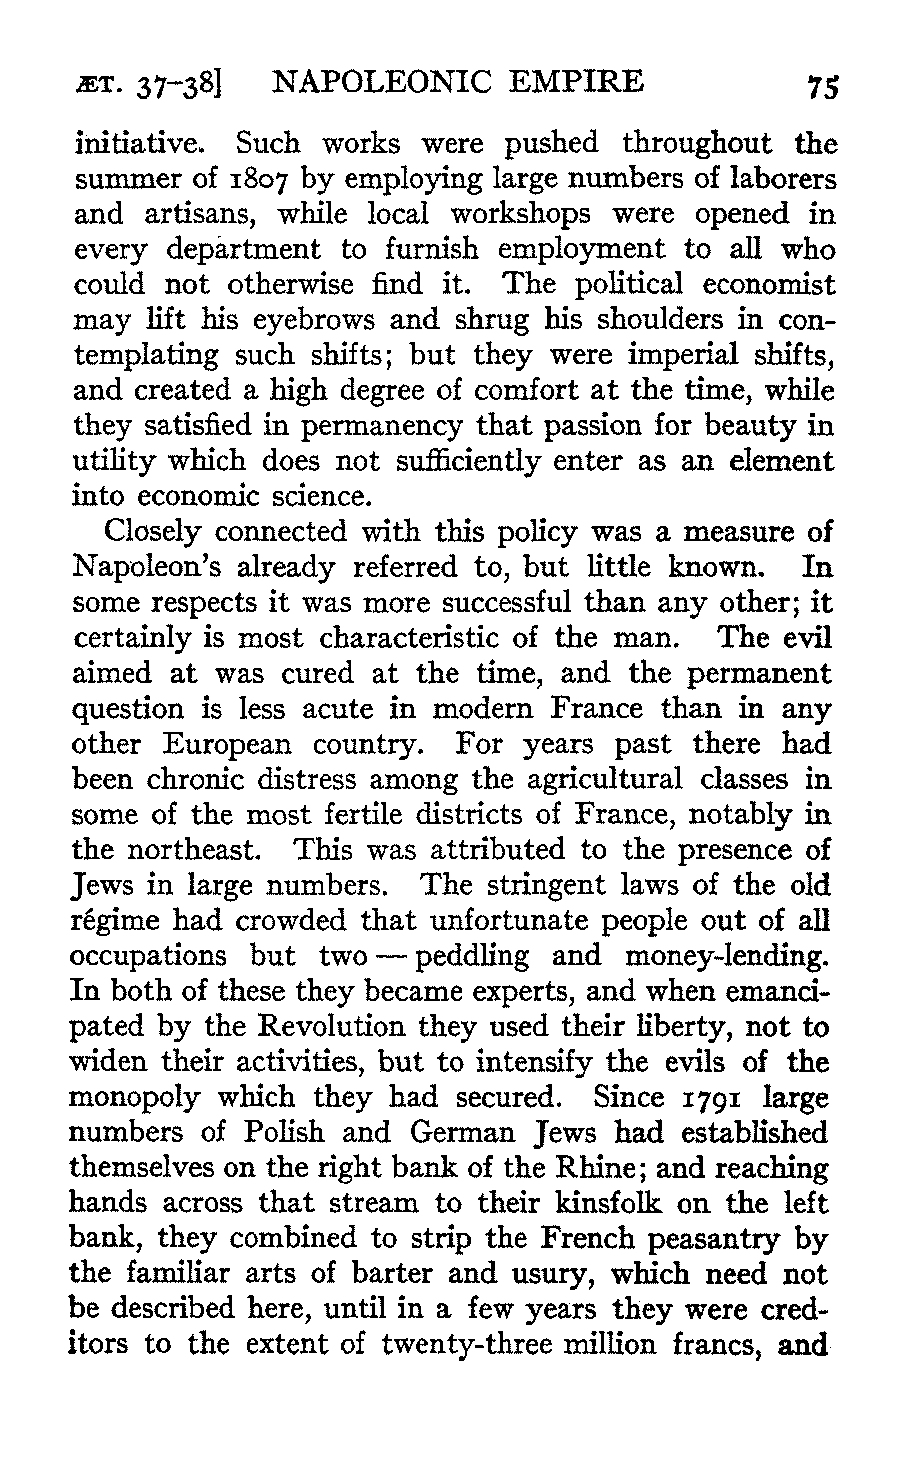 ÆT. 37–38] NAPOLEONIC EMPIRE 75
initiative. Such works were pushed throughout the
summer of 1807 by employing large numbers of laborers
and artisans, while local workshops were opened in
every department to furnish employment to all who
could not otherwise find it. The political economist
may lift his eyebrows and shrug his shoulders in con-
templating such shifts; but they were imperial shifts,
and created a high degree of comfort at the time, while
they satisfied in permanency that passion for beauty in
utility which does not sufficiently enter as an element
into economic science.
Closely connected with this policy was a measure of
Napoleon's already referred to, but little known. In
some respects it was more successful than any other; it
certainly is most characteristic of the man. The evil
aimed at was cured at the time, and the permanent
question is less acute in modern France than in any
other European country. For years past there had
been chronic distress among the agricultural classes in
some of the most fertile districts of France, notably in
the northeast. This was attributed to the presence of
Jews in large numbers. The stringent laws of the old
régime had crowded that unfortunate people out of all
occupations but two — peddling and money-lending.
In both of these they became experts, and when emanci-
pated by the Revolution they used their liberty, not to
widen their activities, but to intensify the evils of the
monopoly which they had secured. Since 1791 large
numbers of Polish and German Jews had established
themselves on the right bank of the Rhine; and reaching
hands across that stream to their kinsfolk on the left
bank, they combined to strip the French peasantry by
the familiar arts of barter and usury, which need not
be described here, until in a few years they were cred-
itors to the extent of twenty-three million francs, and